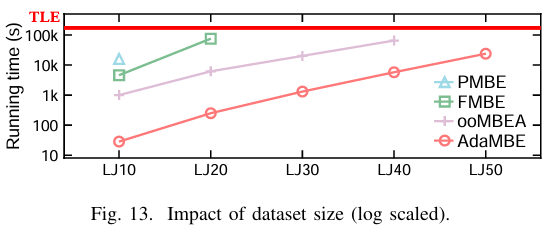 TLE
100k
10k
1k
100
10
Running time (s)
PMBE
FMBE
ooMBEA
AdaMBE
LJ10 LJ20 LJ30 LJ40 LJ50
Fig. 13. Impact of dataset size (log scaled).